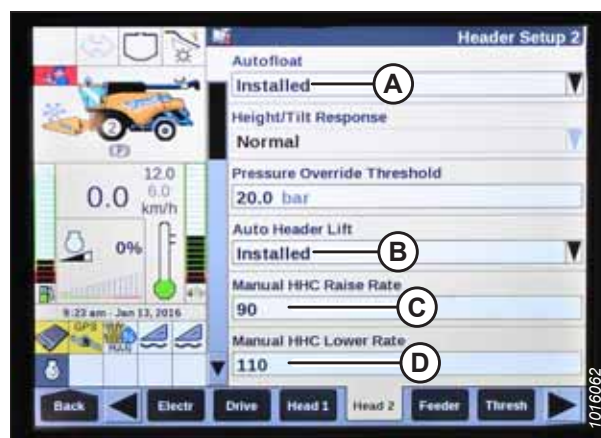 Header Setup 2
Autofloat
Installed
A
Height/Tilt Response
Normal
Pressure Override Threshold
20.0 bar
Auto Header Lift
Installed
B
Manual HHC Raise Rate
90
C
Manual HHC Lower Rate
110
D
2
(P)
12.0
6.0
0.0 km/h
0%
9:23 am - Jan 13, 2016
GPS
Back
Electr
Drive
Head 1
Head 2
Feeder
Thresh
1016062